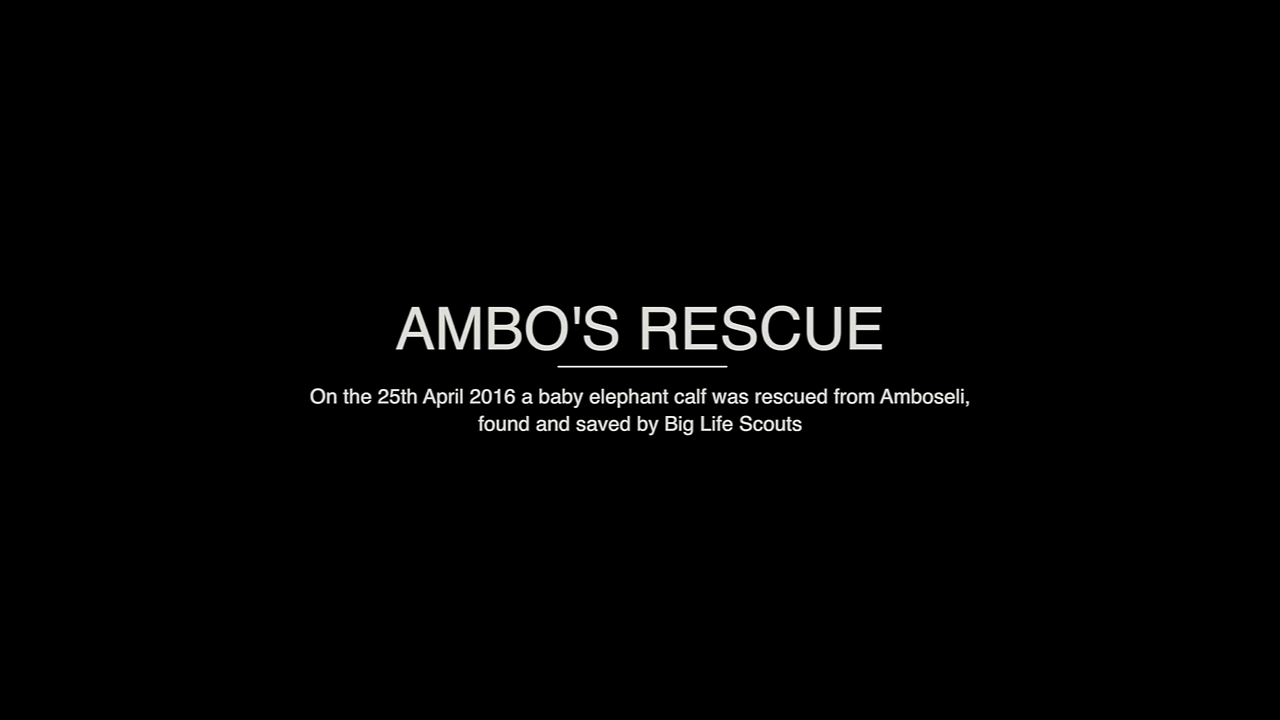 AMBO'S RESCUE
On the 25th April 2016 a baby elephant calf was rescued from Amboseli,
found and saved by Big Life Scouts